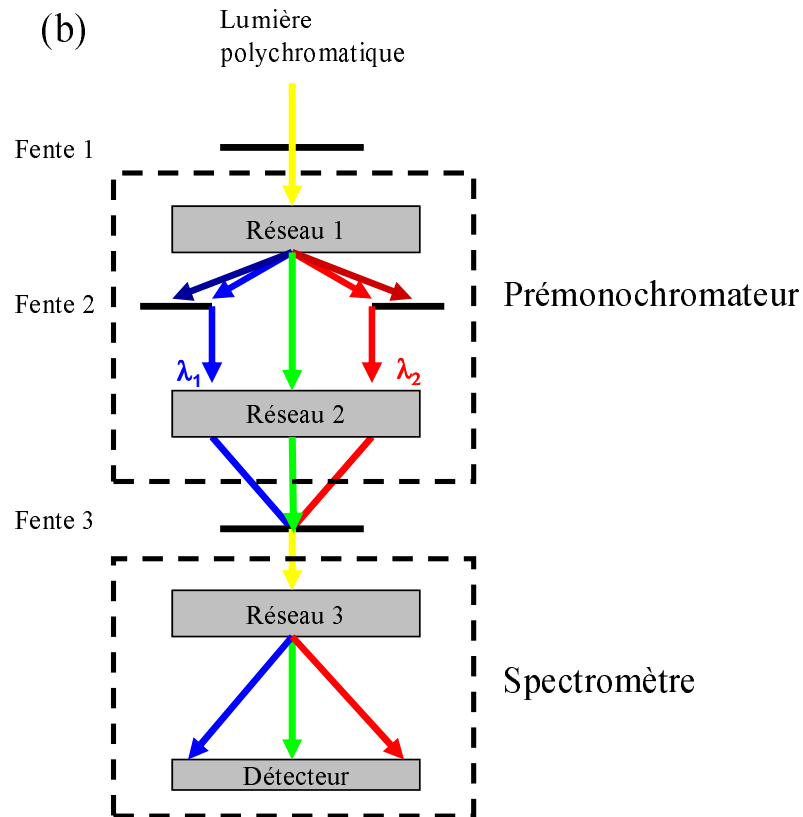 (b)
Lumière
polychromatique
Fente 1
Réseau 1
Fente 2
Prémonochromateur
λ1
λ2
Réseau 2
Fente 3
Réseau 3
Spectromètre
Détecteur